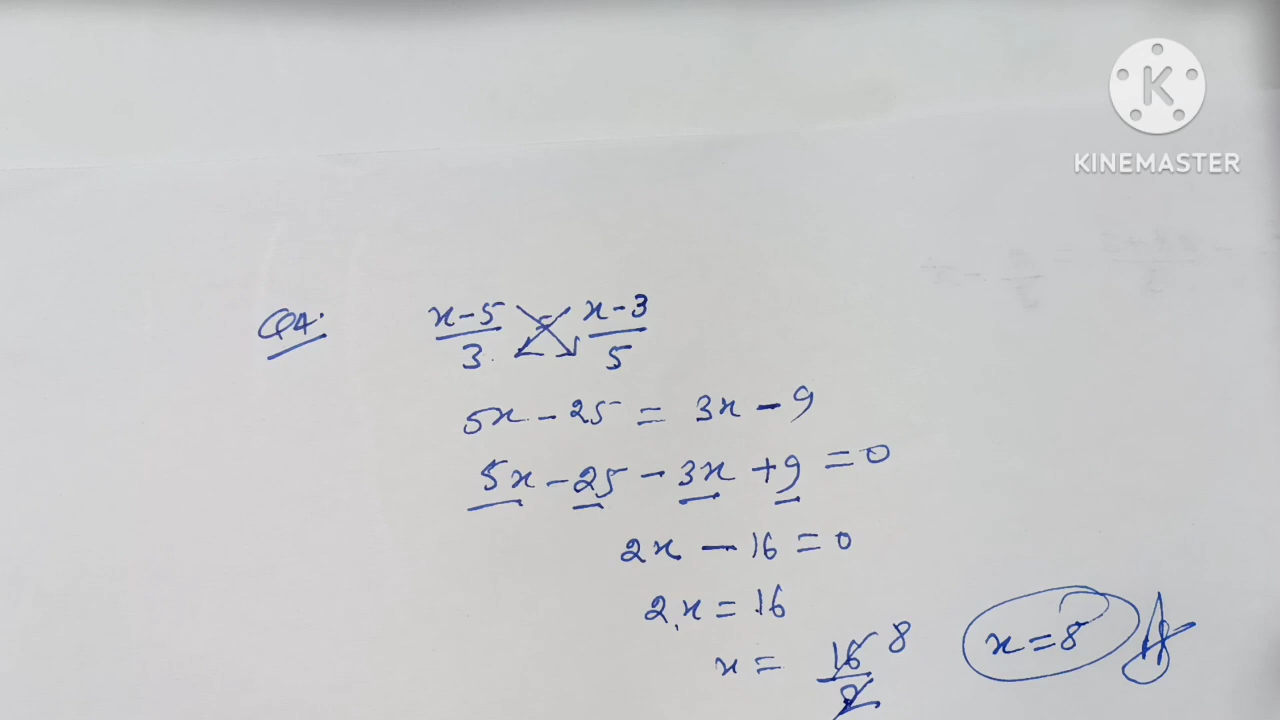 KINEMASTER
Q4. x-5/3 = x-3/5
5x - 25 = 3x - 9
5x - 25 - 3x + 9 = 0
2x - 16 = 0
2x = 16
x = 16/2 8
x = 8